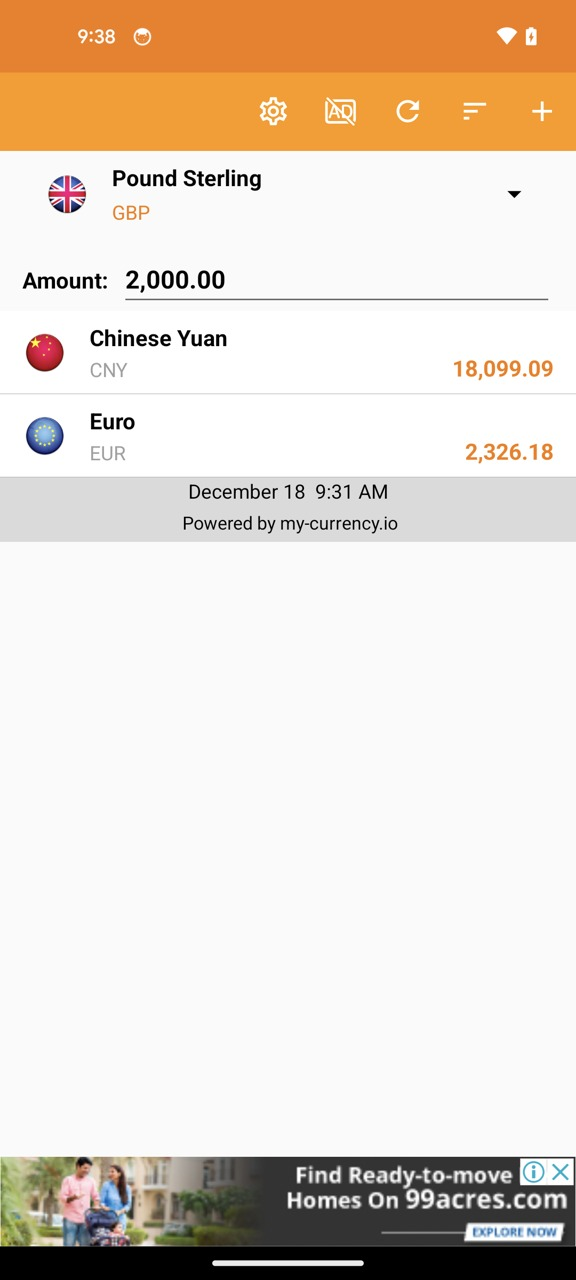 9:38
AD
Pound Sterling
GBP
Amount: 2,000.00
Chinese Yuan
CNY
18,099.09
Euro
EUR
2,326.18
December 18 9:31 AM
Powered by my-currency.io
Find Ready-to-move
Homes On 99acres.com
EXPLORE NOW